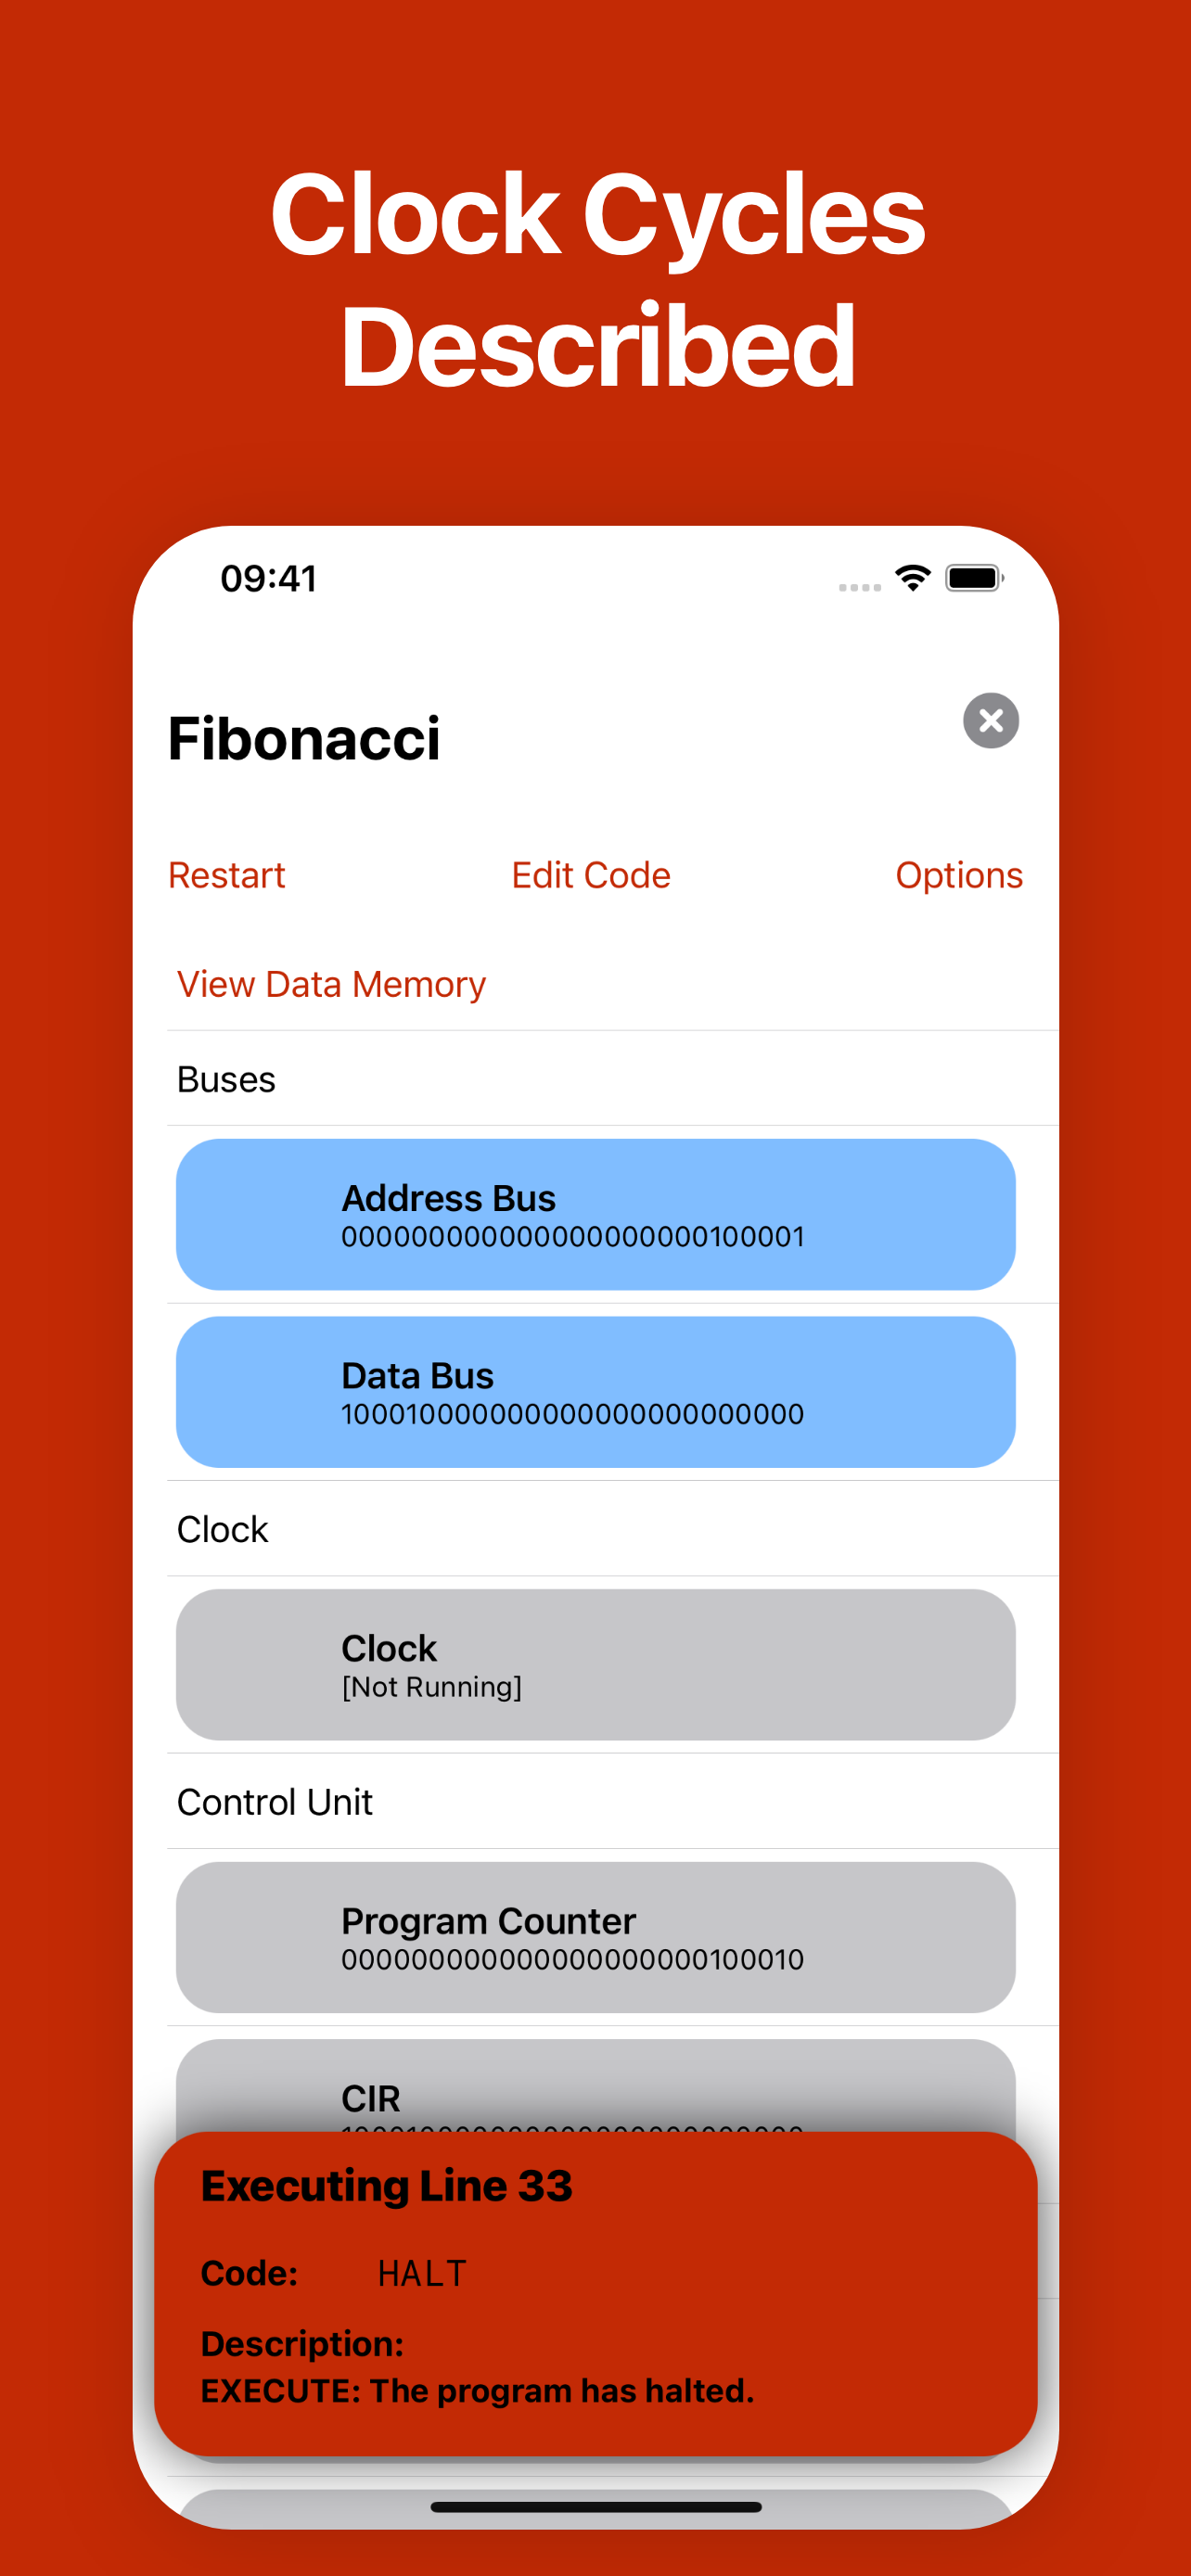 Clock Cycles
Described
09:41
Fibonacci
Restart Edit Code Options
View Data Memory
Buses
Address Bus
000000000000000000000100001
Data Bus
100010000000000000000000000
Clock
Clock
[Not Running]
Control Unit
Program Counter
000000000000000000000100010
CIR
Executing Line 33
Code: HALT
Description:
EXECUTE: The program has halted.